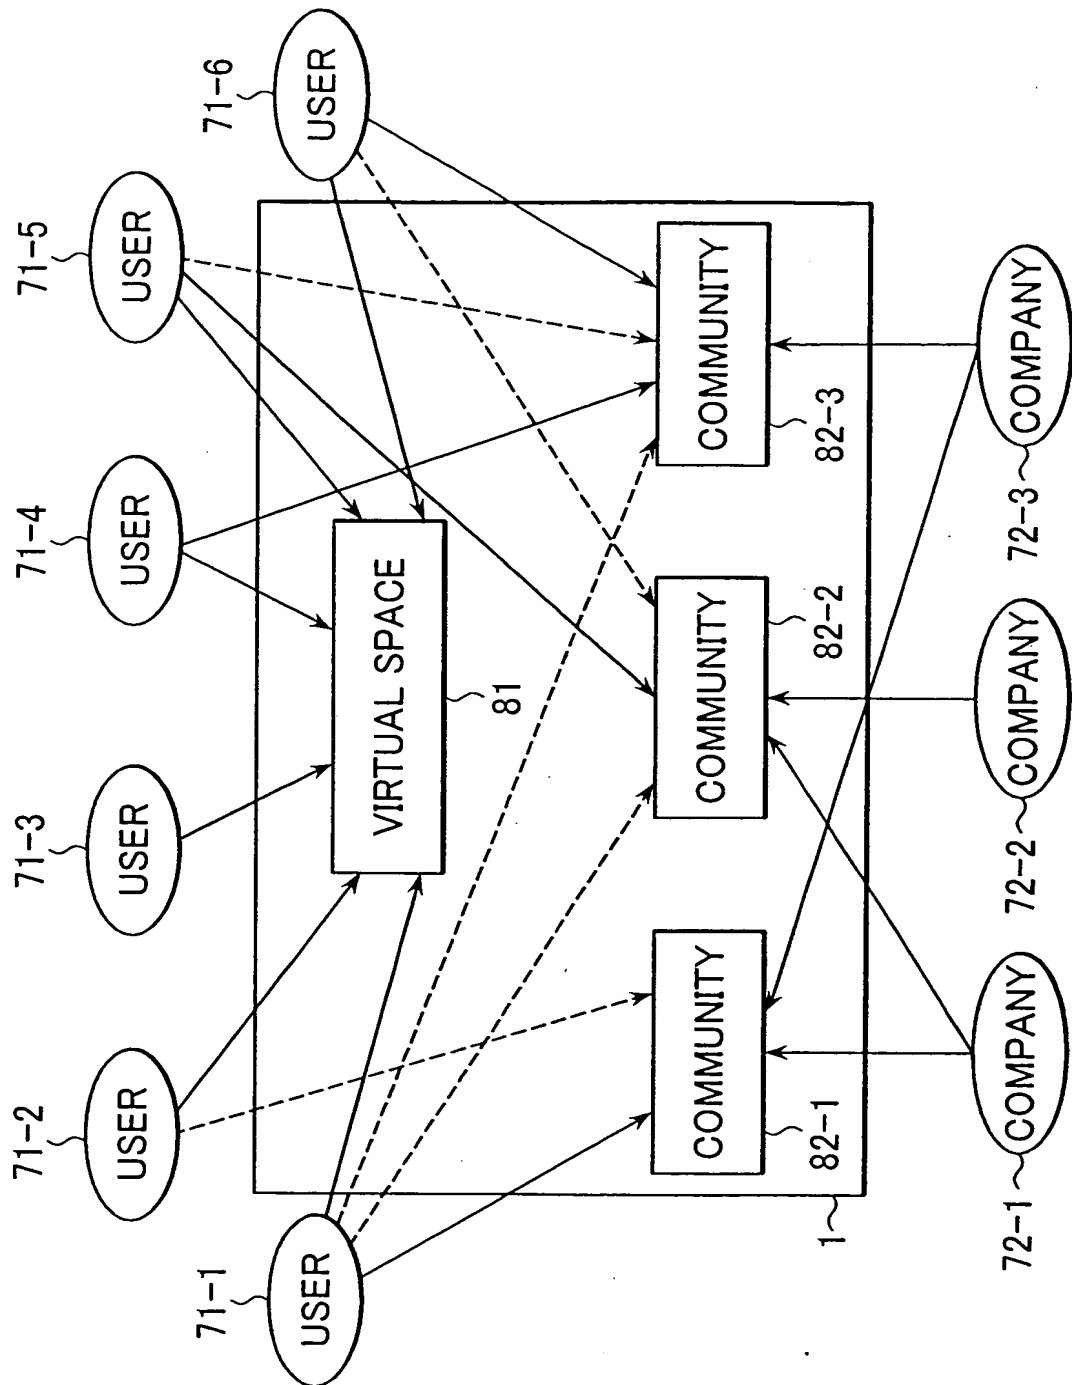 71-1
USER
71-2
USER
71-3
USER
71-4
USER
71-5
USER
71-6
USER
VIRTUAL SPACE
81
COMMUNITY
82-1
COMMUNITY
82-2
COMMUNITY
82-3
1
72-1
COMPANY
72-2
COMPANY
72-3
COMPANY